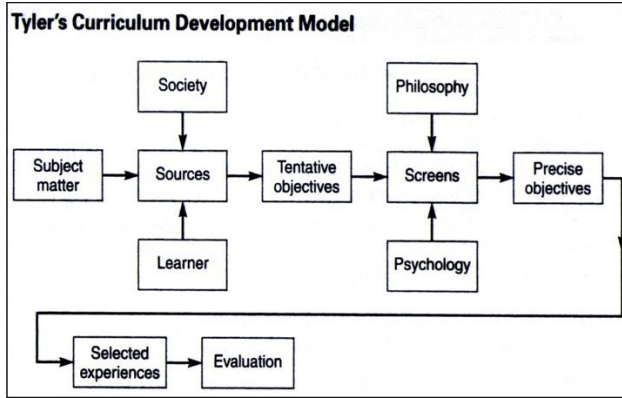 Tyler's Curriculum Development Model
Society
Philosophy
Subject
matter
Sources
Tentative
objectives
Screens
Precise
objectives
Learner
Psychology
Selected
experiences
Evaluation